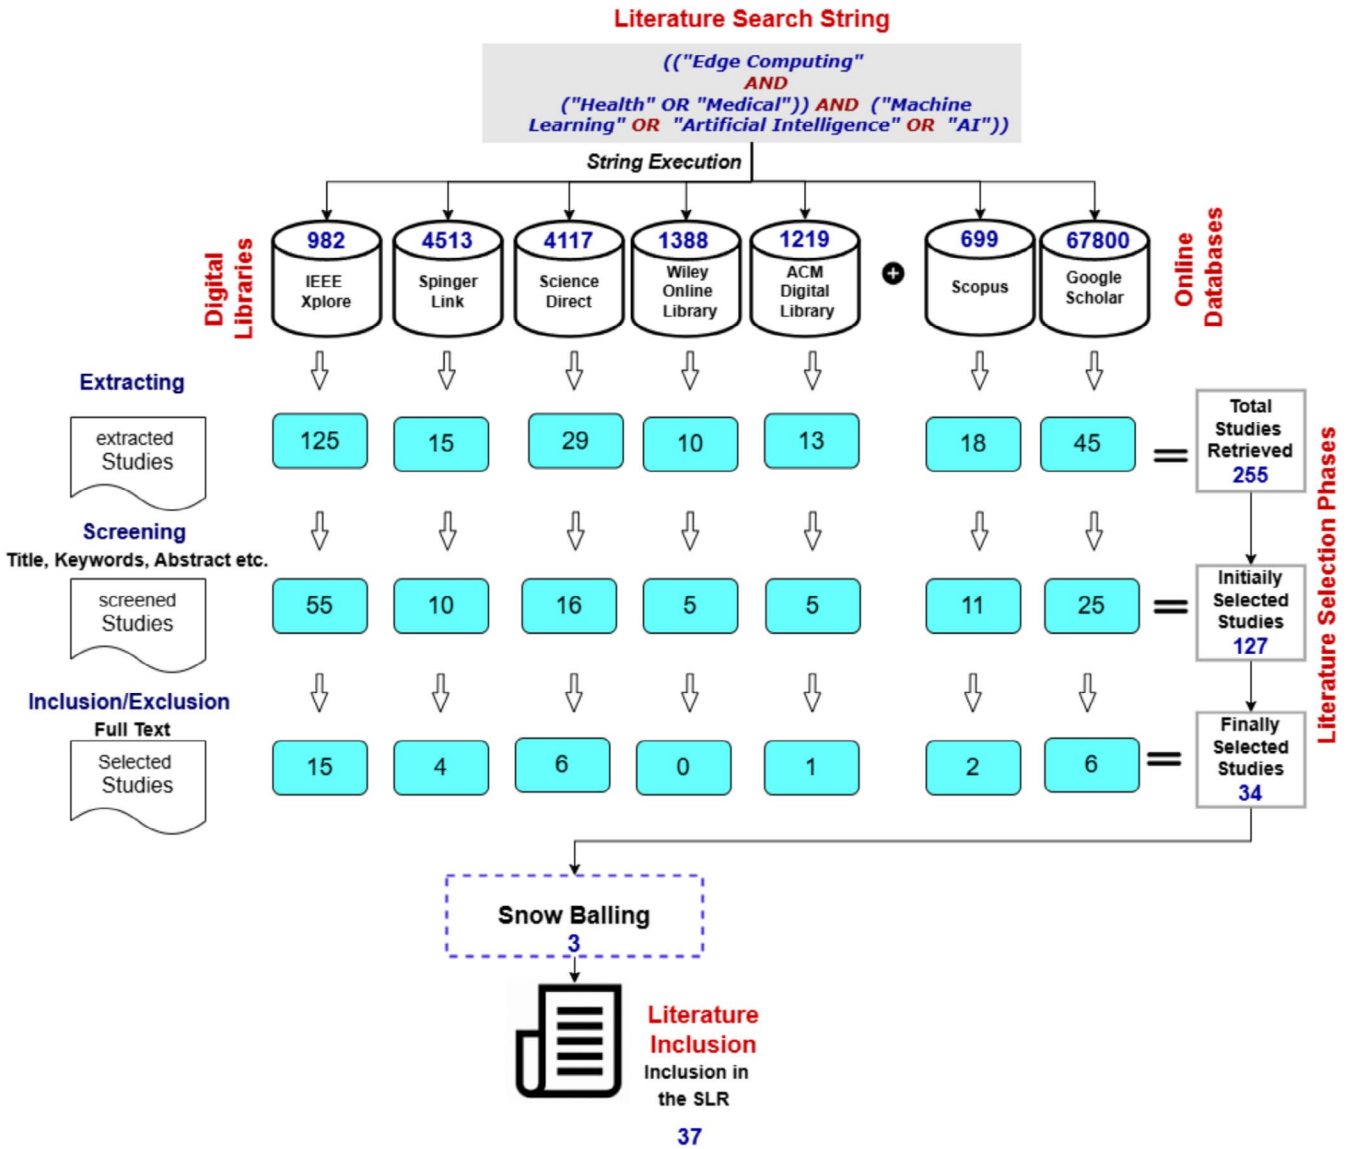 Literature Search String
(("Edge Computing"
AND
("Health" OR "Medical")) AND ("Machine
Learning" OR "Artificial Intelligence" OR "AI"))
String Execution
Digital
Libraries
982
IEEE
Xplore
4513
Spinger
Link
4117
Science
Direct
1388
Wiley
Online
Library
1219
ACM
Digital
Library
+
699
Scopus
67800
Google
Scholar
Online
Databases
Extracting
extracted
Studies
125
15
29
10
13
18
45
=
Total
Studies
Retrieved
255
Literature Selection Phases
Screening
Title, Keywords, Abstract etc.
screened
Studies
55
10
16
5
5
11
25
=
Initiaily
Selected
Studies
127
Inclusion/Exclusion
Full Text
Selected
Studies
15
4
6
0
1
2
6
=
Finally
Selected
Studies
34
Snow Balling
3
Literature
Inclusion
Inclusion in
the SLR
37